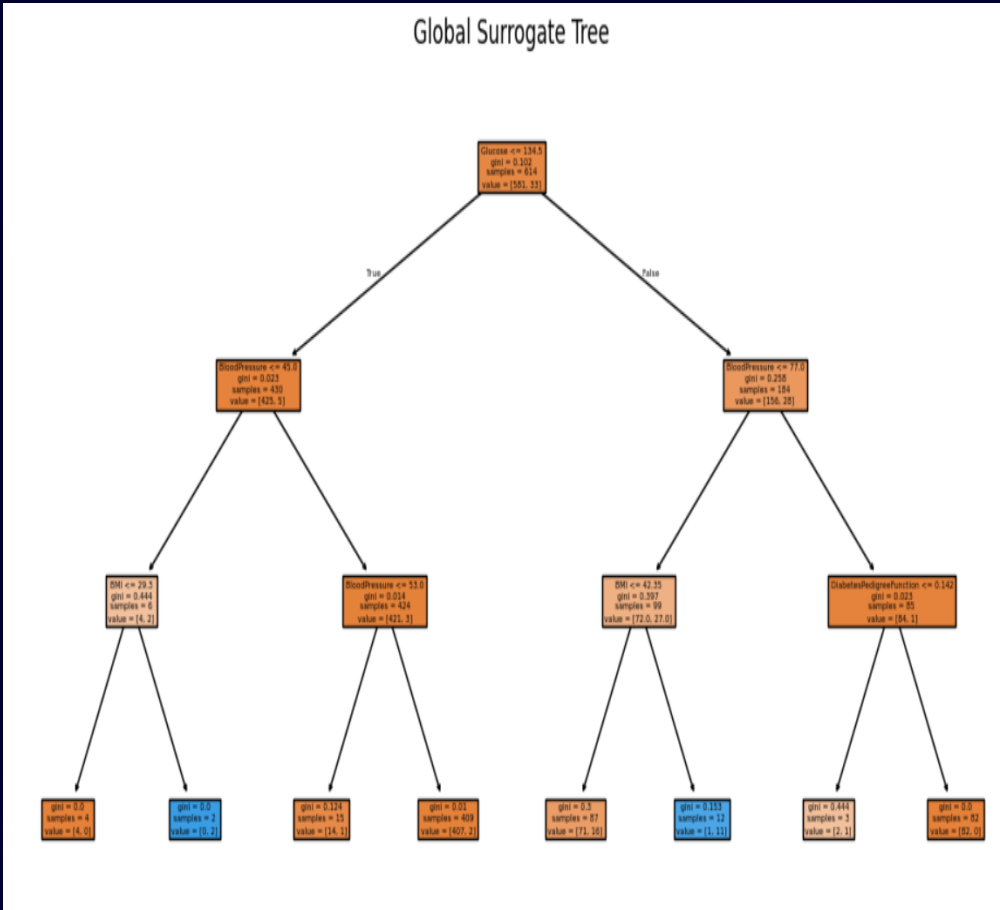 Global Surrogate Tree
Glucose <= 134.5
gini = 0.102
samples = 614
value = [581, 33]
True
False
BloodPressure <= 45.0
gini = 0.023
samples = 430
value = [425, 5]
BloodPressure <= 77.0
gini = 0.258
samples = 184
value = [156, 28]
BMI <= 29.3
gini = 0.444
samples = 6
value = [4, 2]
BloodPressure <= 53.0
gini = 0.014
samples = 424
value = [421, 3]
BMI <= 42.35
gini = 0.397
samples = 99
value = [72.0, 27.0]
DiabetesPedigreeFunction <= 0.142
gini = 0.023
samples = 85
value = [84, 1]
gini = 0.0
samples = 4
value = [4, 0]
gini = 0.0
samples = 2
value = [0, 2]
gini = 0.124
samples = 15
value = [14, 1]
gini = 0.01
samples = 409
value = [407, 2]
gini = 0.3
samples = 87
value = [71, 16]
gini = 0.153
samples = 12
value = [1, 11]
gini = 0.444
samples = 3
value = [2, 1]
gini = 0.0
samples = 82
value = [82, 0]